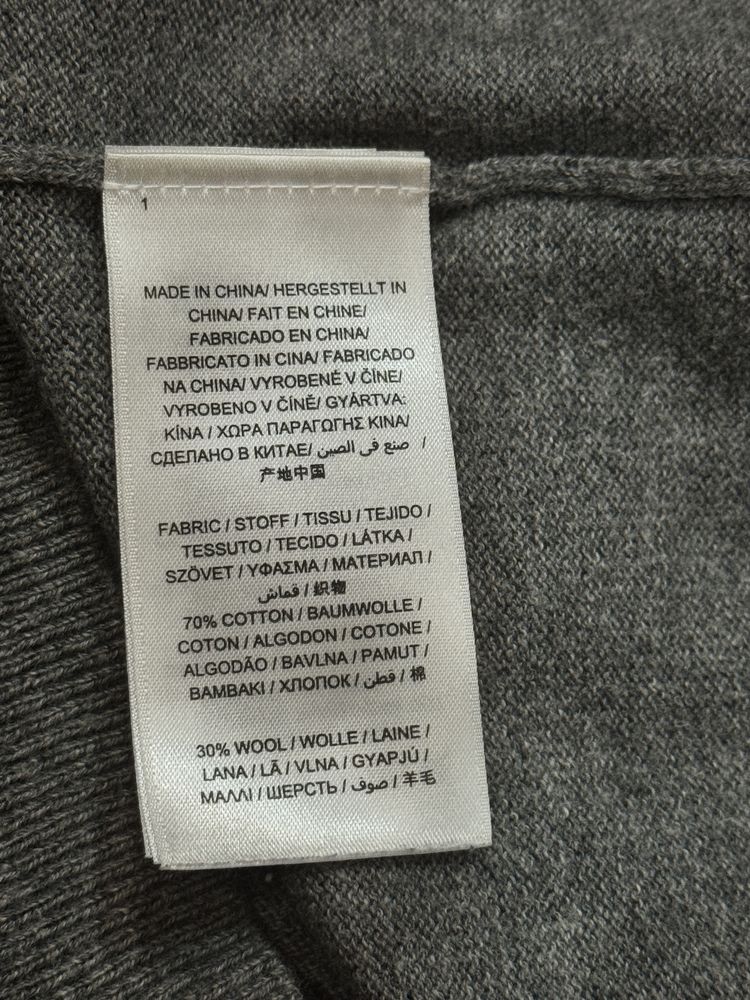 1
MADE IN CHINA/ HERGESTELLT IN
CHINA/ FAIT EN CHINE/
FABRICADO EN CHINA/
FABBRICATO IN CINA/ FABRICADO
NA CHINA/ VYROBENÉ V ČÍNE/
VYROBENO V ČÍNĚ/ GYÁRTVA:
KÍNA / ΧΩΡΑ ΠΑΡΑΓΩΓΗΣ ΚΙΝΑ/
СДЕЛАНО В КИТАЕ/ صنع في الصين /
产地中国
FABRIC / STOFF / TISSU / TEJIDO /
TESSUTO / TECIDO / LÁTKA /
SZÖVET / ΥΦΑΣΜΑ / МАТЕРИАЛ /
قماش / 织物
70% COTTON / BAUMWOLLE /
COTON / ALGODON / COTONE /
ALGODÃO / BAVLNA / PAMUT /
BAMBAKI / ХЛОПОК / قطن / 棉
30% WOOL / WOLLE / LAINE /
LANA / LÃ / VLNA / GYAPJÚ /
ΜΑΛΛΙ / ШЕРСТЬ / صوف / 羊毛